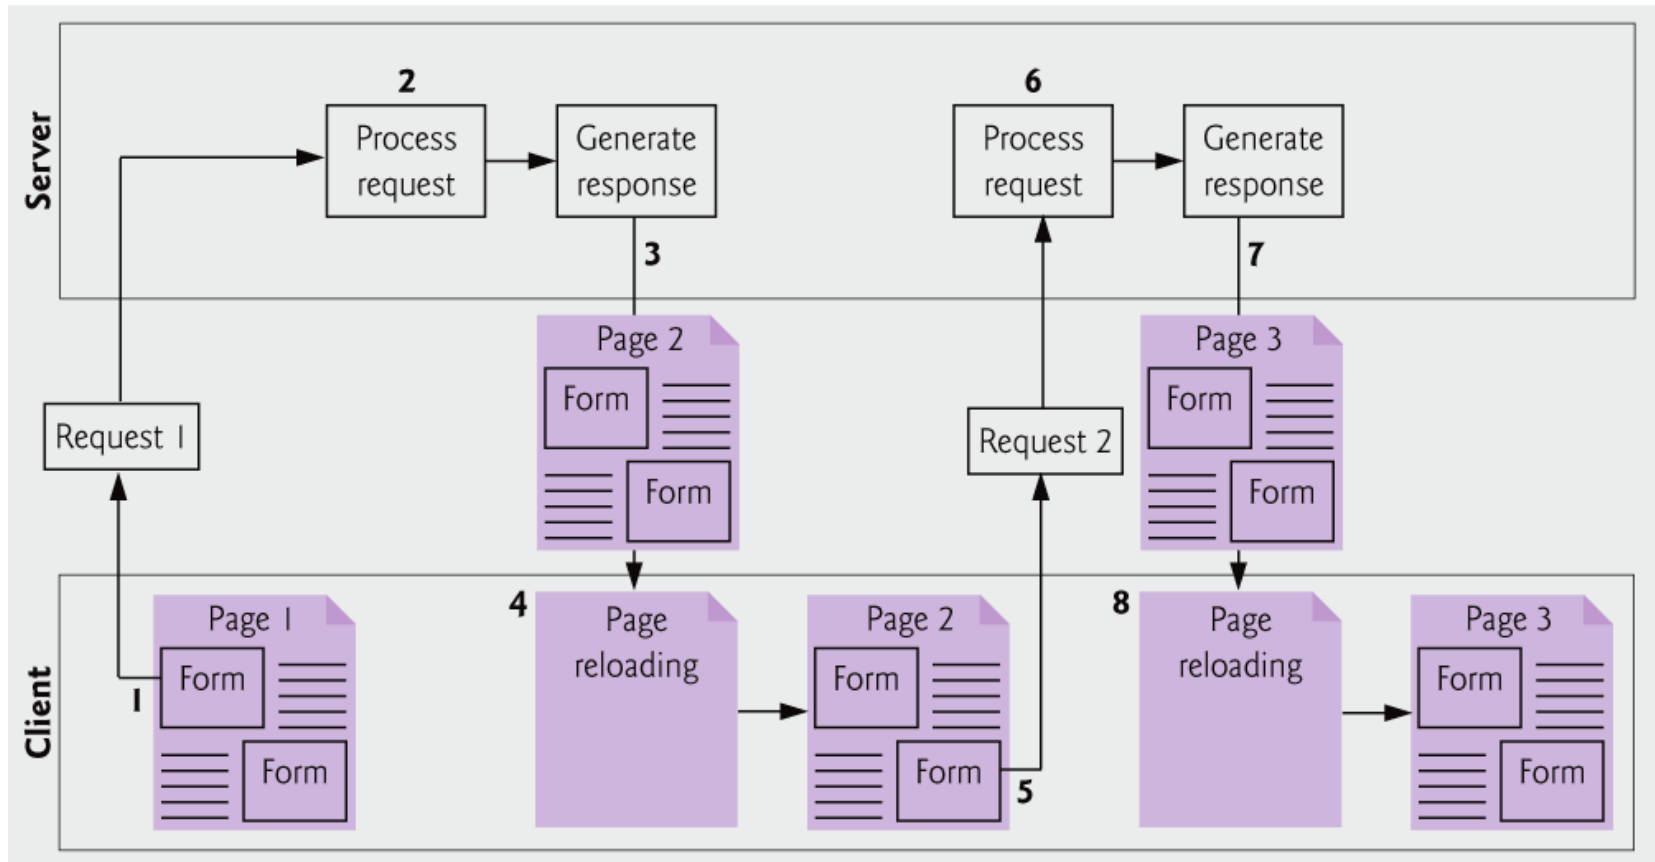 Server
2
Process
request
Generate
response
3
6
Process
request
Generate
response
7
Request 1
Page 2
Form
Form
Request 2
Page 3
Form
Form
Client
Page 1
Form
Form
1
4
Page
reloading
Page 2
Form
Form
5
8
Page
reloading
Page 3
Form
Form